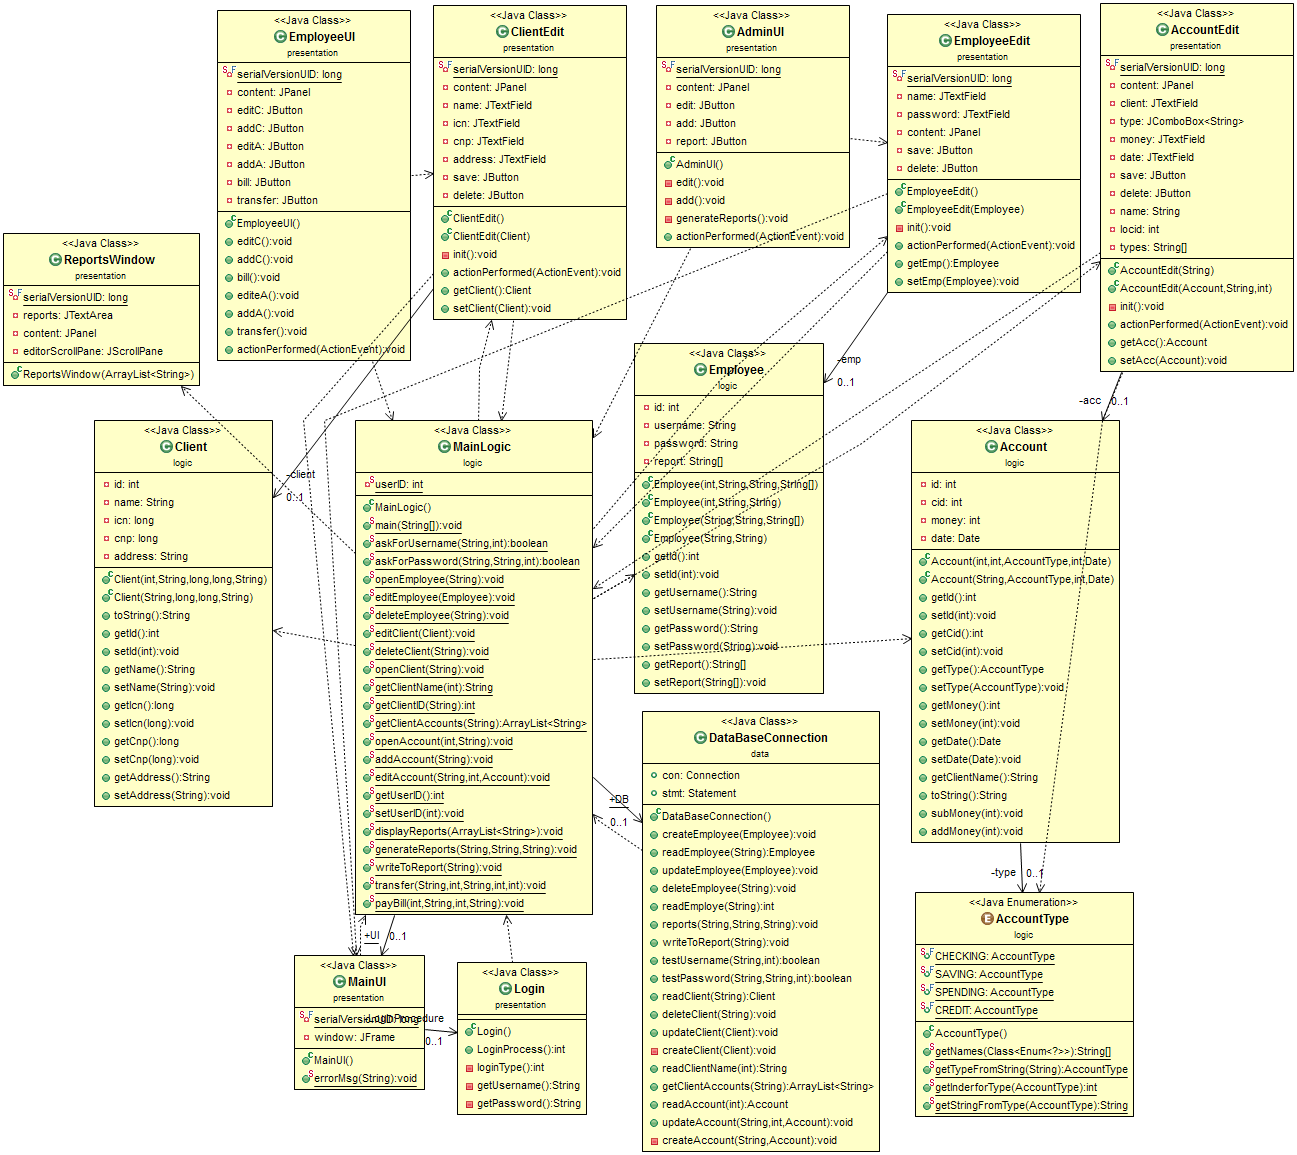 <<Java Class>>
EmployeeUI
presentation
serialVersionUID: long
content: JPanel
editC: JButton
addC: JButton
editA: JButton
addA: JButton
bill: JButton
transfer: JButton
EmployeeUI()
editC():void
addC():void
bill():void
editeA():void
addA():void
transfer():void
actionPerformed(ActionEvent):void
<<Java Class>>
ClientEdit
presentation
serialVersionUID: long
content: JPanel
name: JTextField
icn: JTextField
cnp: JTextField
address: JTextField
save: JButton
delete: JButton
ClientEdit()
ClientEdit(Client)
init():void
actionPerformed(ActionEvent):void
getClient():Client
setClient(Client):void
<<Java Class>>
AdminUI
presentation
serialVersionUID: long
content: JPanel
edit: JButton
add: JButton
report: JButton
AdminUI()
edit():void
add():void
generateReports():void
actionPerformed(ActionEvent):void
<<Java Class>>
EmployeeEdit
presentation
serialVersionUID: long
name: JTextField
password: JTextField
content: JPanel
save: JButton
delete: JButton
EmployeeEdit()
EmployeeEdit(Employee)
init():void
actionPerformed(ActionEvent):void
getEmp():Employee
setEmp(Employee):void
<<Java Class>>
AccountEdit
presentation
serialVersionUID: long
content: JPanel
client: JTextField
type: JComboBox<String>
money: JTextField
date: JTextField
save: JButton
delete: JButton
name: String
locid: int
types: String[]
AccountEdit(String)
AccountEdit(Account,String,int)
init():void
actionPerformed(ActionEvent):void
getAcc():Account
setAcc(Account):void
<<Java Class>>
ReportsWindow
presentation
serialVersionUID: long
reports: JTextArea
content: JPanel
editorScrollPane: JScrollPane
ReportsWindow(ArrayList<String>)
-client
0..1
-emp
0..1
-acc
0..1
<<Java Class>>
Client
logic
id: int
name: String
icn: long
cnp: long
address: String
Client(int,String,long,long,String)
Client(String,long,long,String)
toString():String
getId():int
setId(int):void
getName():String
setName(String):void
getIcn():long
setIcn(long):void
getCnp():long
setCnp(long):void
getAddress():String
setAddress(String):void
<<Java Class>>
MainLogic
logic
userID: int
MainLogic()
main(String[]):void
askForUsername(String,int):boolean
askForPassword(String,String,int):boolean
openEmployee(String):void
editEmployee(Employee):void
deleteEmployee(String):void
editClient(Client):void
deleteClient(String):void
openClient(String):void
getClientName(int):String
getClientID(String):int
getClientAccounts(String):ArrayList<String>
openAccount(int,String):void
addAccount(String):void
editAccount(String,int,Account):void
getUserID():int
setUserID(int):void
displayReports(ArrayList<String>):void
generateReports(String,String,String):void
writeToReport(String):void
transfer(String,int,String,int,int):void
payBill(int,String,int,String):void
<<Java Class>>
Employee
logic
id: int
username: String
password: String
report: String[]
Employee(int,String,String,String[])
Employee(int,String,String)
Employee(String,String,String[])
Employee(String,String)
getId():int
setId(int):void
getUsername():String
setUsername(String):void
getPassword():String
setPassword(String):void
getReport():String[]
setReport(String[]):void
<<Java Class>>
Account
logic
id: int
cid: int
money: int
date: Date
Account(int,int,AccountType,int,Date)
Account(String,AccountType,int,Date)
getId():int
setId(int):void
getCid():int
setCid(int):void
getType():AccountType
setType(AccountType):void
getMoney():int
setMoney(int):void
getDate():Date
setDate(Date):void
getClientName():String
toString():String
subMoney(int):void
addMoney(int):void
+DB
0..1
-type
0..1
+UI
0..1
<<Java Class>>
DataBaseConnection
data
con: Connection
stmt: Statement
DataBaseConnection()
createEmployee(Employee):void
readEmployee(String):Employee
updateEmployee(Employee):void
deleteEmployee(String):void
readEmploye(String):int
reports(String,String,String):void
writeToReport(String):void
testUsername(String,int):boolean
testPassword(String,String,int):boolean
readClient(String):Client
deleteClient(String):void
updateClient(Client):void
createClient(Client):void
readClientName(int):String
getClientAccounts(String):ArrayList<String>
readAccount(int):Account
updateAccount(String,int,Account):void
createAccount(String,Account):void
<<Java Enumeration>>
AccountType
logic
CHECKING: AccountType
SAVING: AccountType
SPENDING: AccountType
CREDIT: AccountType
AccountType()
getNames(Class<Enum<?>>):String[]
getTypeFromString(String):AccountType
getInderforType(AccountType):int
getStringFromType(AccountType):String
<<Java Class>>
MainUI
presentation
serialVersionUID: long
window: JFrame
MainUI()
errorMsg(String):void
-LoginProcedure
0..1
<<Java Class>>
Login
presentation
Login()
LoginProcess():int
loginType():int
getUsername():String
getPassword():String